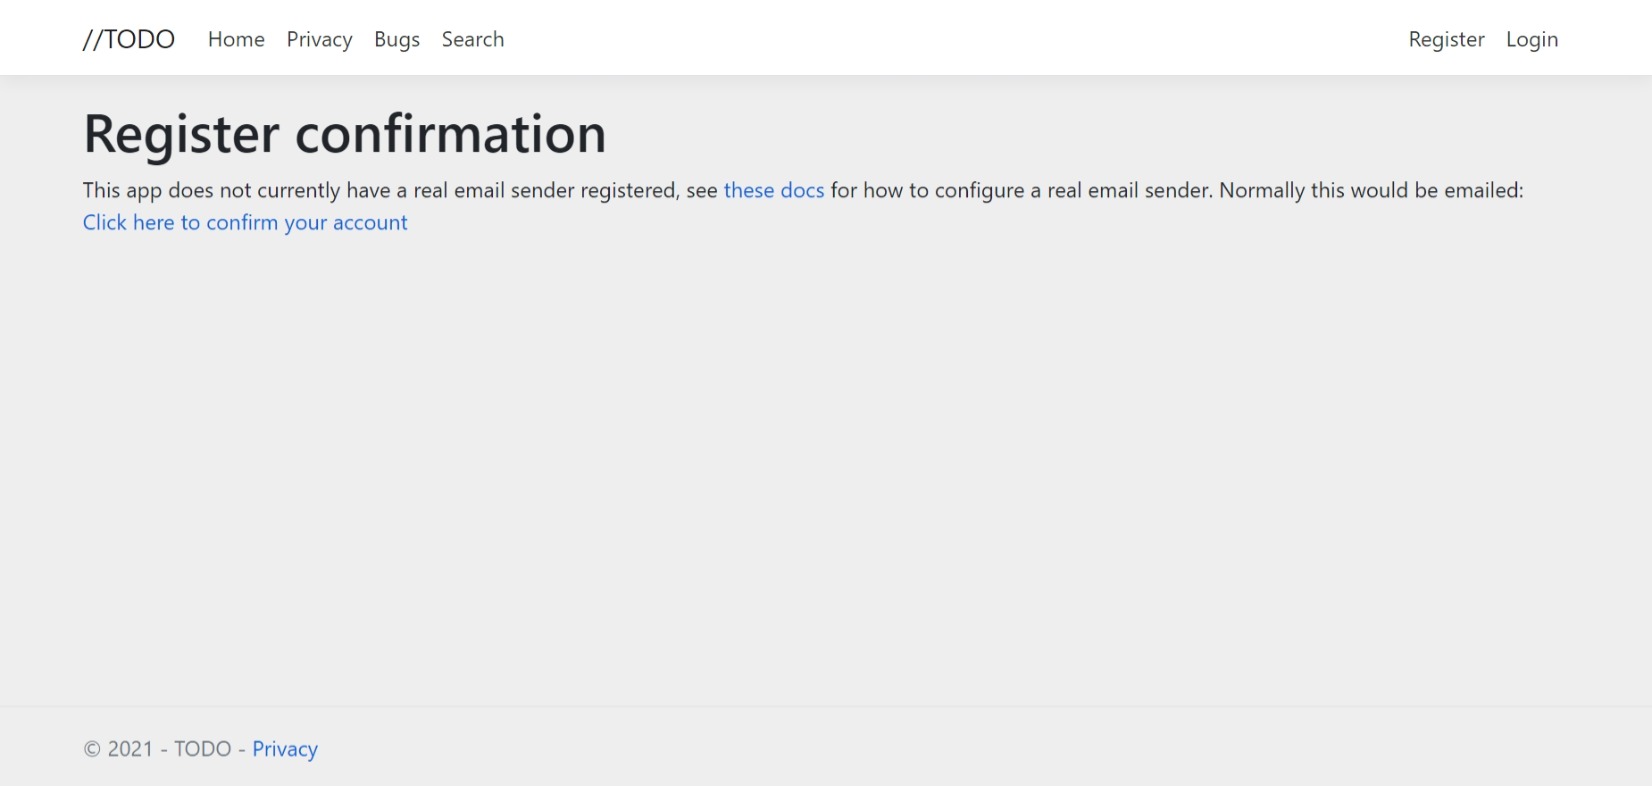 //TODO Home Privacy Bugs Search Register Login
Register confirmation
This app does not currently have a real email sender registered, see these docs for how to configure a real email sender. Normally this would be emailed:
Click here to confirm your account
© 2021 - TODO - Privacy